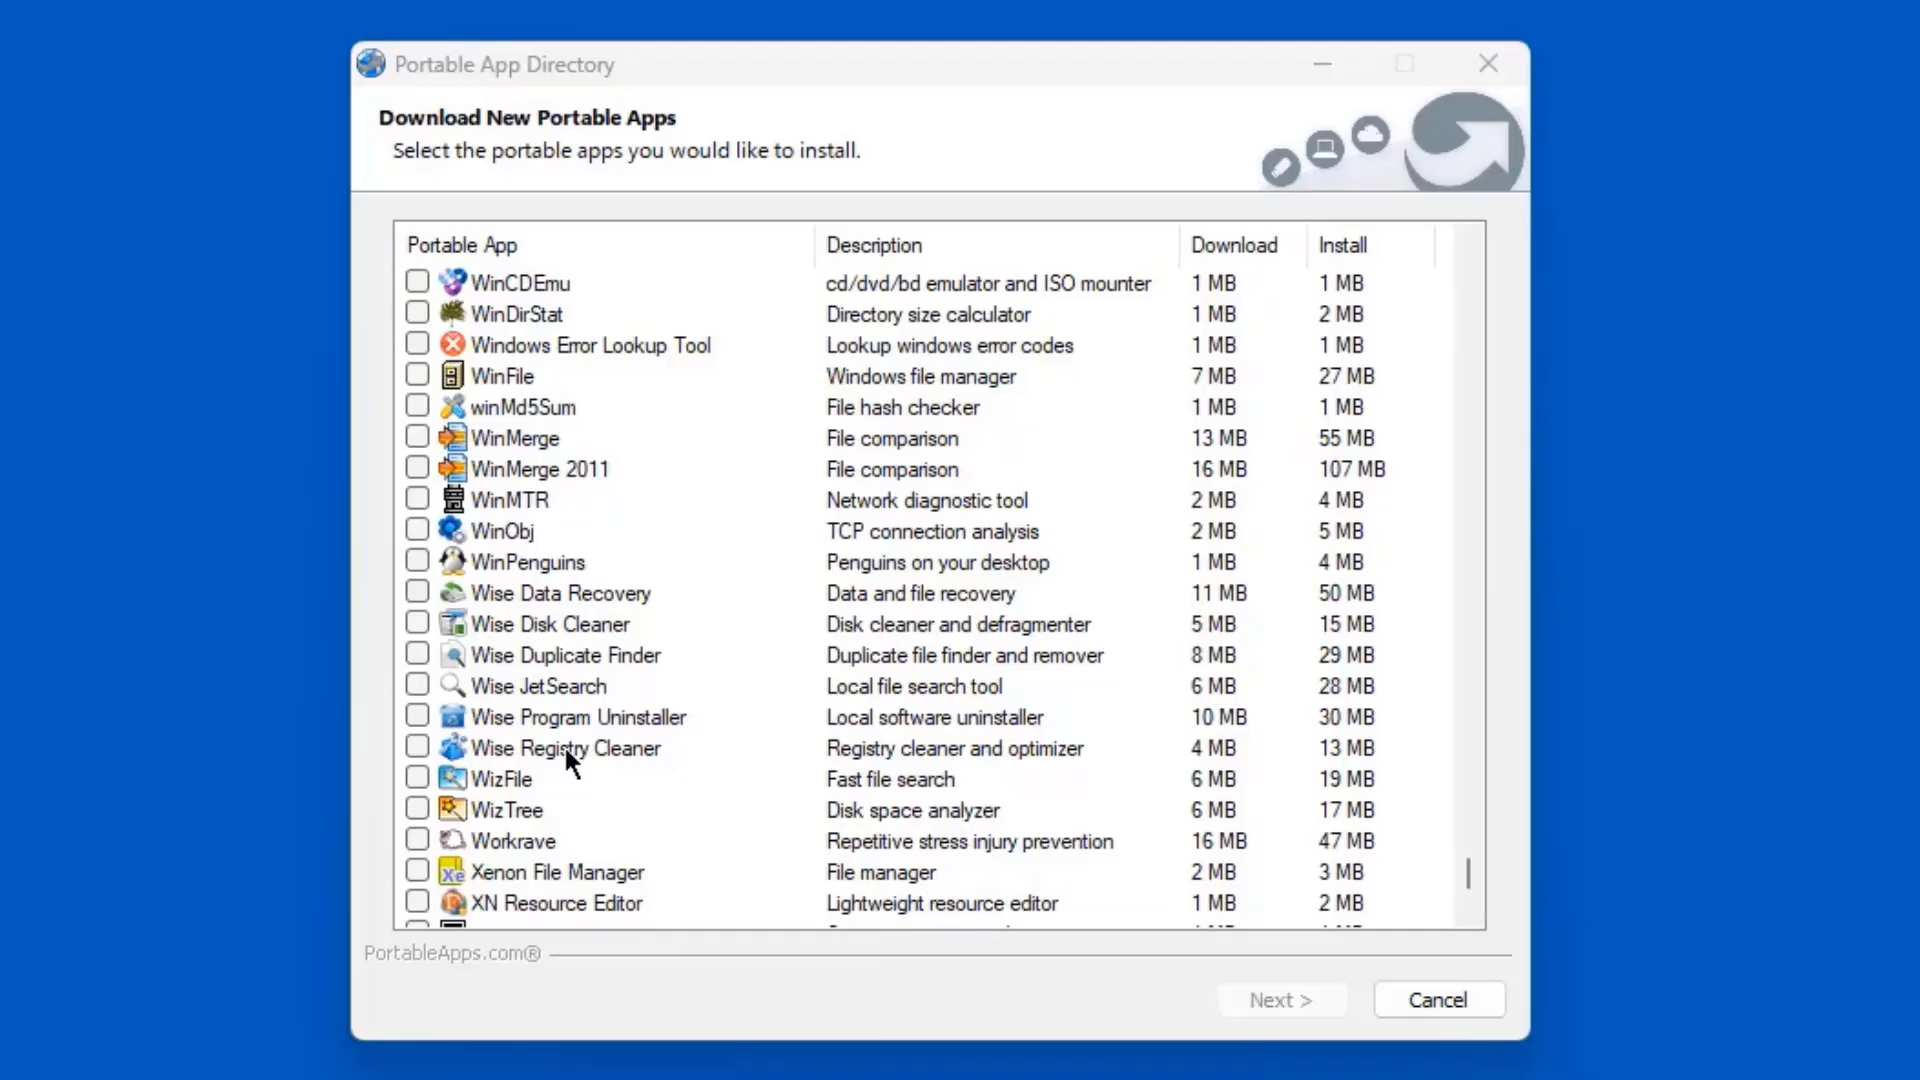 Portable App Directory
Download New Portable Apps
Select the portable apps you would like to install.
Portable App Description Download Install
WinCDEmu cd/dvd/bd emulator and ISO mounter 1 MB 1 MB
WinDirStat Directory size calculator 1 MB 2 MB
Windows Error Lookup Tool Lookup windows error codes 1 MB 1 MB
WinFile Windows file manager 7 MB 27 MB
winMd5Sum File hash checker 1 MB 1 MB
WinMerge File comparison 13 MB 55 MB
WinMerge 2011 File comparison 16 MB 107 MB
WinMTR Network diagnostic tool 2 MB 4 MB
WinObj TCP connection analysis 2 MB 5 MB
WinPenguins Penguins on your desktop 1 MB 4 MB
Wise Data Recovery Data and file recovery 11 MB 50 MB
Wise Disk Cleaner Disk cleaner and defragmenter 5 MB 15 MB
Wise Duplicate Finder Duplicate file finder and remover 8 MB 29 MB
Wise JetSearch Local file search tool 6 MB 28 MB
Wise Program Uninstaller Local software uninstaller 10 MB 30 MB
Wise Registry Cleaner Registry cleaner and optimizer 4 MB 13 MB
WizFile Fast file search 6 MB 19 MB
WizTree Disk space analyzer 6 MB 17 MB
Workrave Repetitive stress injury prevention 16 MB 47 MB
Xenon File Manager File manager 2 MB 3 MB
XN Resource Editor Lightweight resource editor 1 MB 2 MB
PortableApps.com®
Next > Cancel